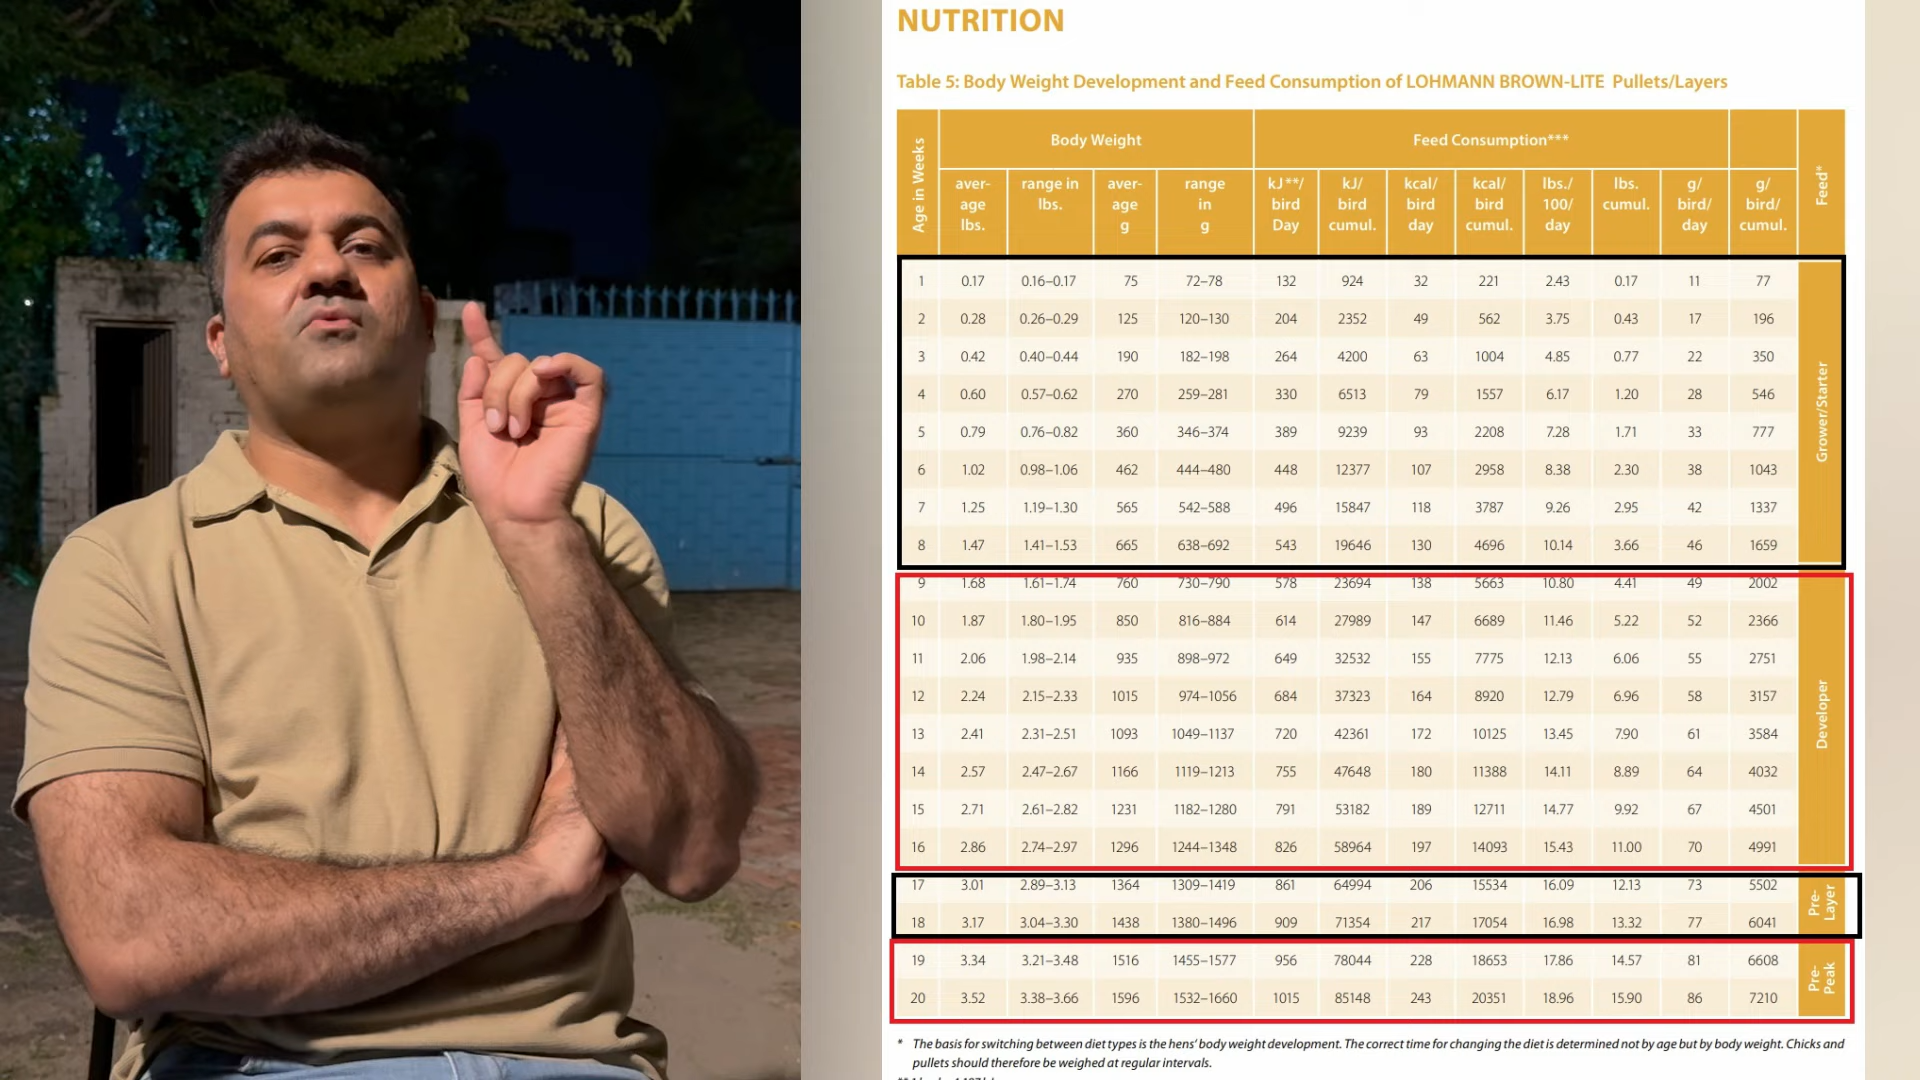 NUTRITION
Table 5: Body Weight Development and Feed Consumption of LOHMANN BROWN-LITE Pullets/Layers
Age in Weeks Body Weight Feed Consumption*** Feed*
aver-age lbs. range in lbs. aver-age g range in g kJ**/ bird Day kJ/ bird cumul. kcal/ bird day kcal/ bird cumul. lbs./ 100/ day lbs. cumul. g/ bird/ day g/ bird/ cumul.
1 0.17 0.16–0.17 75 72–78 132 924 32 221 2.43 0.17 11 77
2 0.28 0.26–0.29 125 120–130 204 2352 49 562 3.75 0.43 17 196
3 0.42 0.40–0.44 190 182–198 264 4200 63 1004 4.85 0.77 22 350
4 0.60 0.57–0.62 270 259–281 330 6513 79 1557 6.17 1.20 28 546
5 0.79 0.76–0.82 360 346–374 389 9239 93 2208 7.28 1.71 33 777
6 1.02 0.98–1.06 462 444–480 448 12377 107 2958 8.38 2.30 38 1043
7 1.25 1.19–1.30 565 542–588 496 15847 118 3787 9.26 2.95 42 1337
8 1.47 1.41–1.53 665 638–692 543 19646 130 4696 10.14 3.66 46 1659
Grower/Starter
9 1.68 1.61–1.74 760 730–790 578 23694 138 5663 10.80 4.41 49 2002
10 1.87 1.80–1.95 850 816–884 614 27989 147 6689 11.46 5.22 52 2366
11 2.06 1.98–2.14 935 898–972 649 32532 155 7775 12.13 6.06 55 2751
12 2.24 2.15–2.33 1015 974–1056 684 37323 164 8920 12.79 6.96 58 3157
13 2.41 2.31–2.51 1093 1049–1137 720 42361 172 10125 13.45 7.90 61 3584
14 2.57 2.47–2.67 1166 1119–1213 755 47648 180 11388 14.11 8.89 64 4032
15 2.71 2.61–2.82 1231 1182–1280 791 53182 189 12711 14.77 9.92 67 4501
16 2.86 2.74–2.97 1296 1244–1348 826 58964 197 14093 15.43 11.00 70 4991
Developer
17 3.01 2.89–3.13 1364 1309–1419 861 64994 206 15534 16.09 12.13 73 5502
18 3.17 3.04–3.30 1438 1380–1496 909 71354 217 17054 16.98 13.32 77 6041
Pre-Layer
19 3.34 3.21–3.48 1516 1455–1577 956 78044 228 18653 17.86 14.57 81 6608
20 3.52 3.38–3.66 1596 1532–1660 1015 85148 243 20351 18.96 15.90 86 7210
Pre-Peak
* The basis for switching between diet types is the hens' body weight development. The correct time for changing the diet is determined not by age but by body weight. Chicks and
pullets should therefore be weighed at regular intervals.